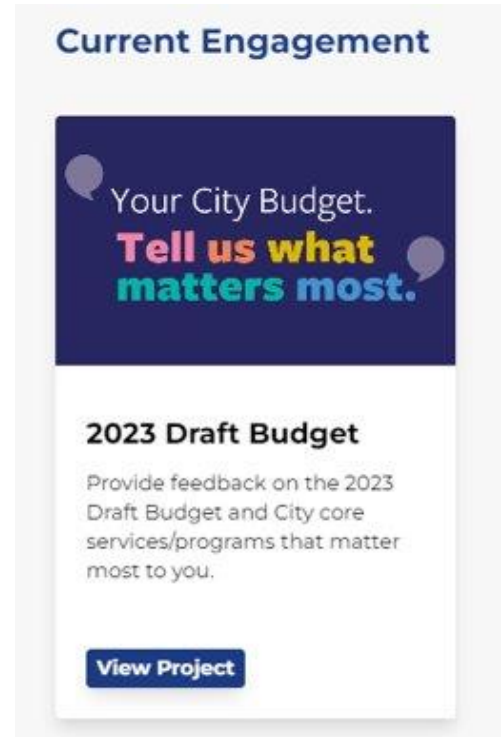 Current Engagement
Your City Budget.
Tell us what
matters most.
2023 Draft Budget
Provide feedback on the 2023
Draft Budget and City core
services/programs that matter
most to you.
View Project